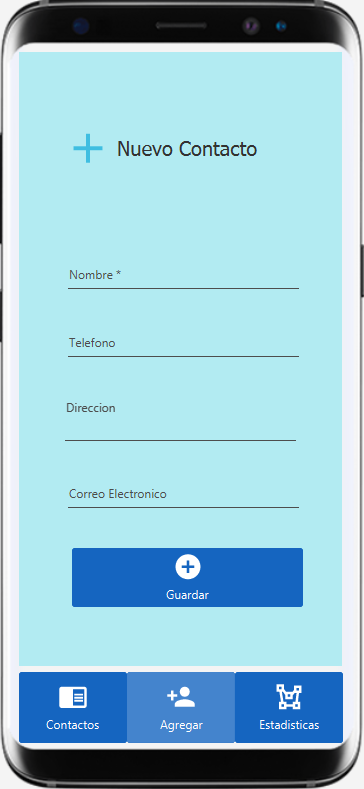 Nuevo Contacto
Nombre *
Telefono
Direccion
Correo Electronico
Guardar
Contactos
Agregar
Estadisticas